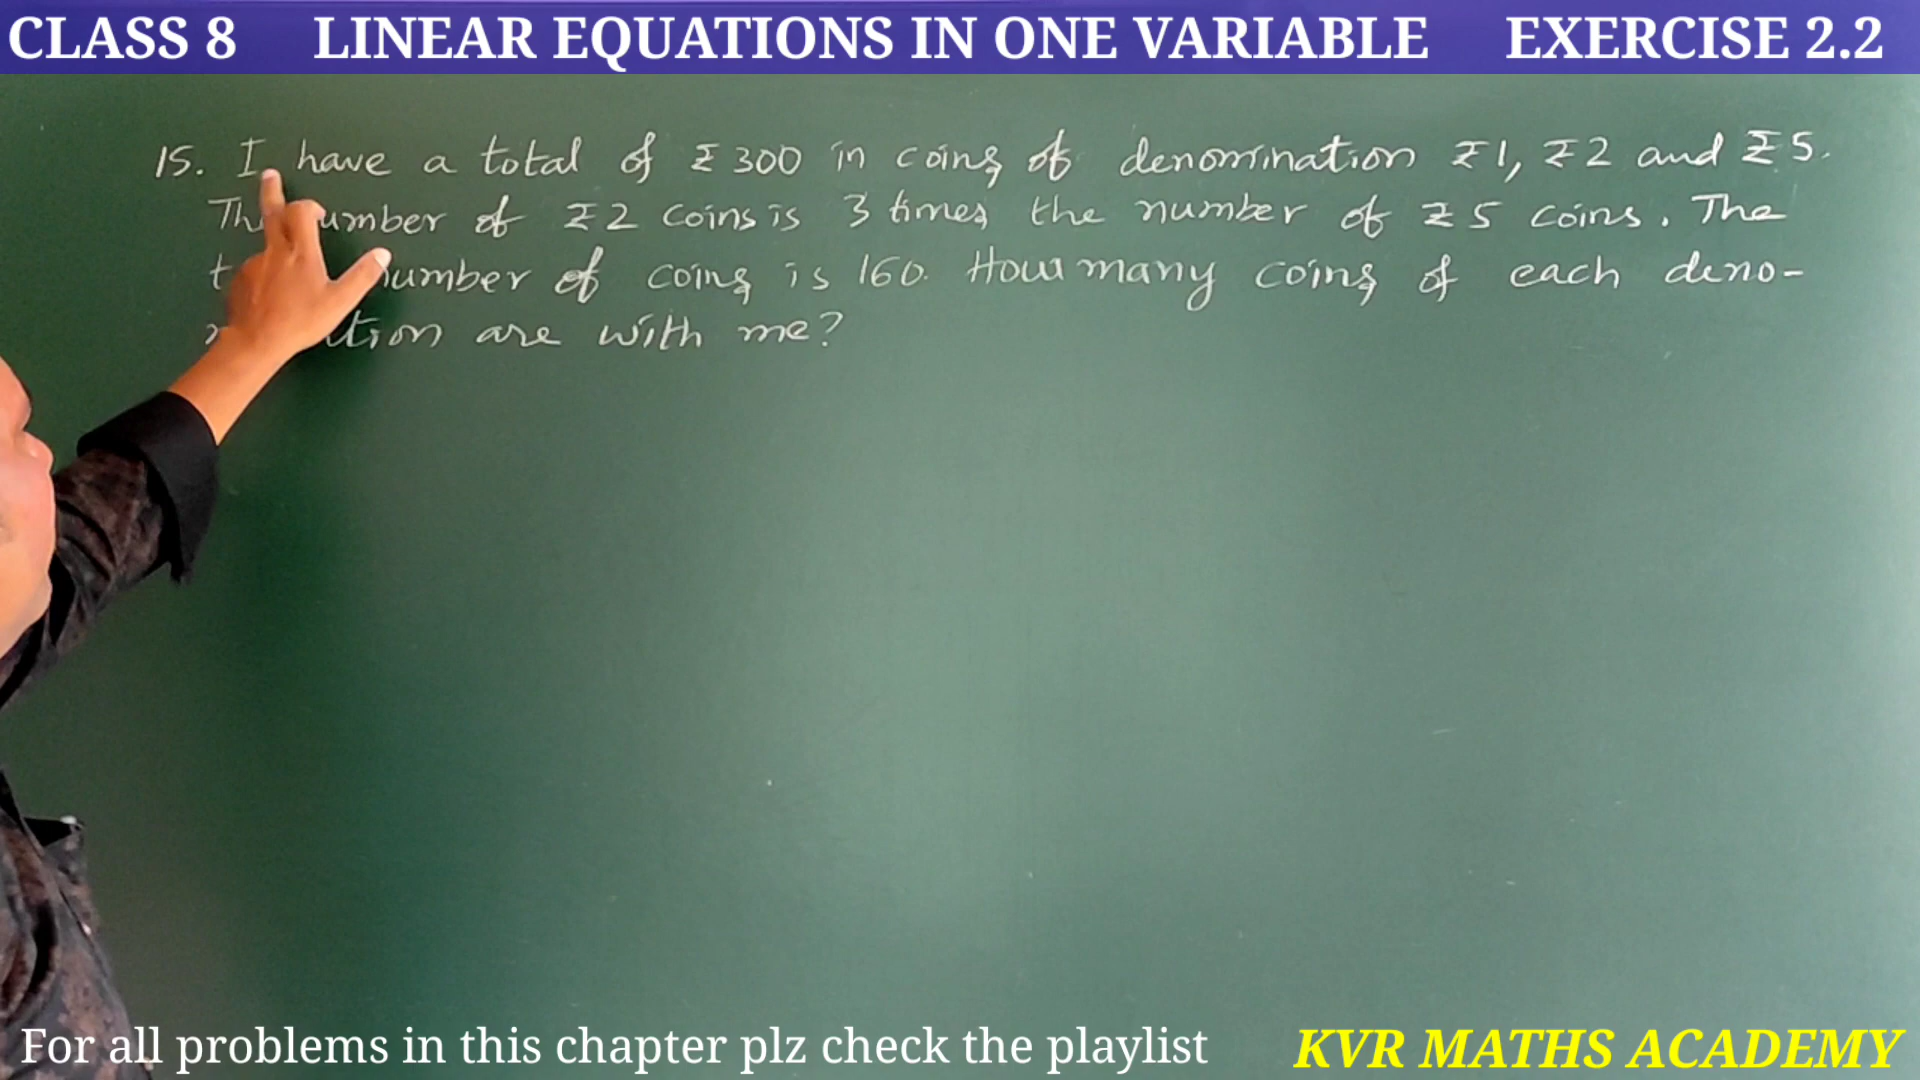 CLASS 8 LINEAR EQUATIONS IN ONE VARIABLE EXERCISE 2.2
15. I have a total of ₹300 in coins of denomination ₹1, ₹2 and ₹5.
The number of ₹2 coins is 3 times the number of ₹5 coins. The
number of coins is 160. How many coins of each deno-
are with me?
For all problems in this chapter plz check the playlist KVR MATHS ACADEMY